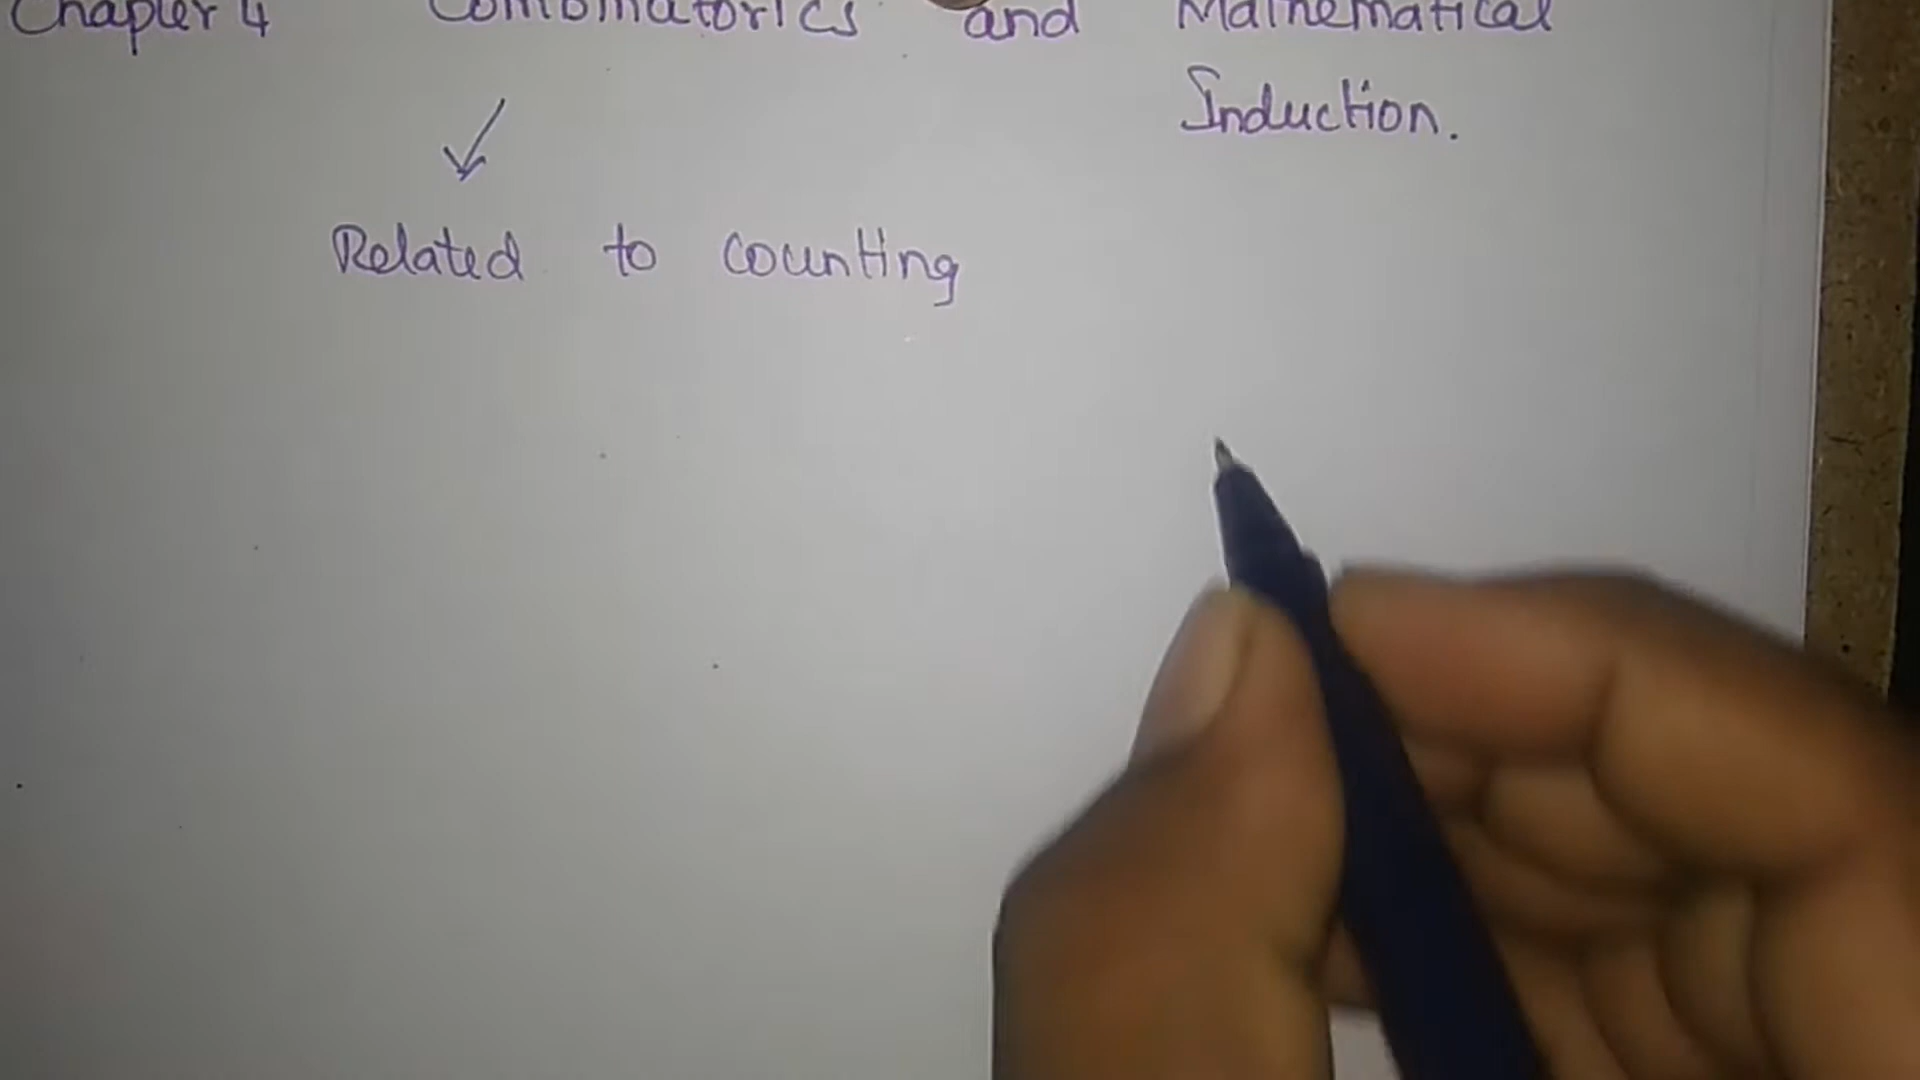 Chapter 4 Combinatorics and Mathematical
Induction.
Related to counting